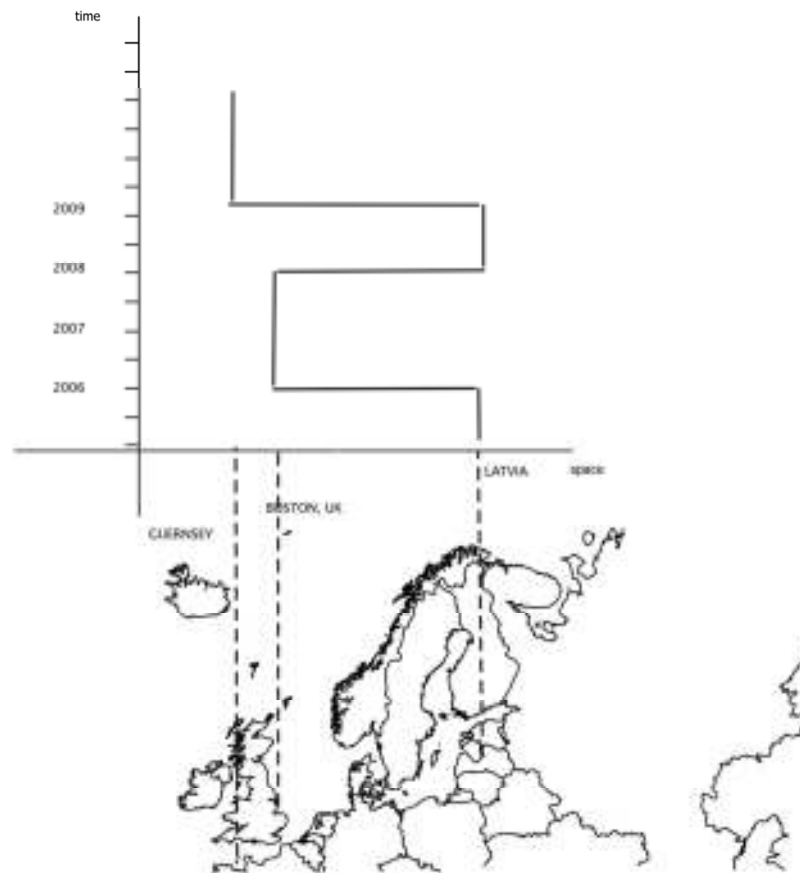 time
2009
2008
2007
2006
LATVIA space
BOSTON, UK
GUERNSEY